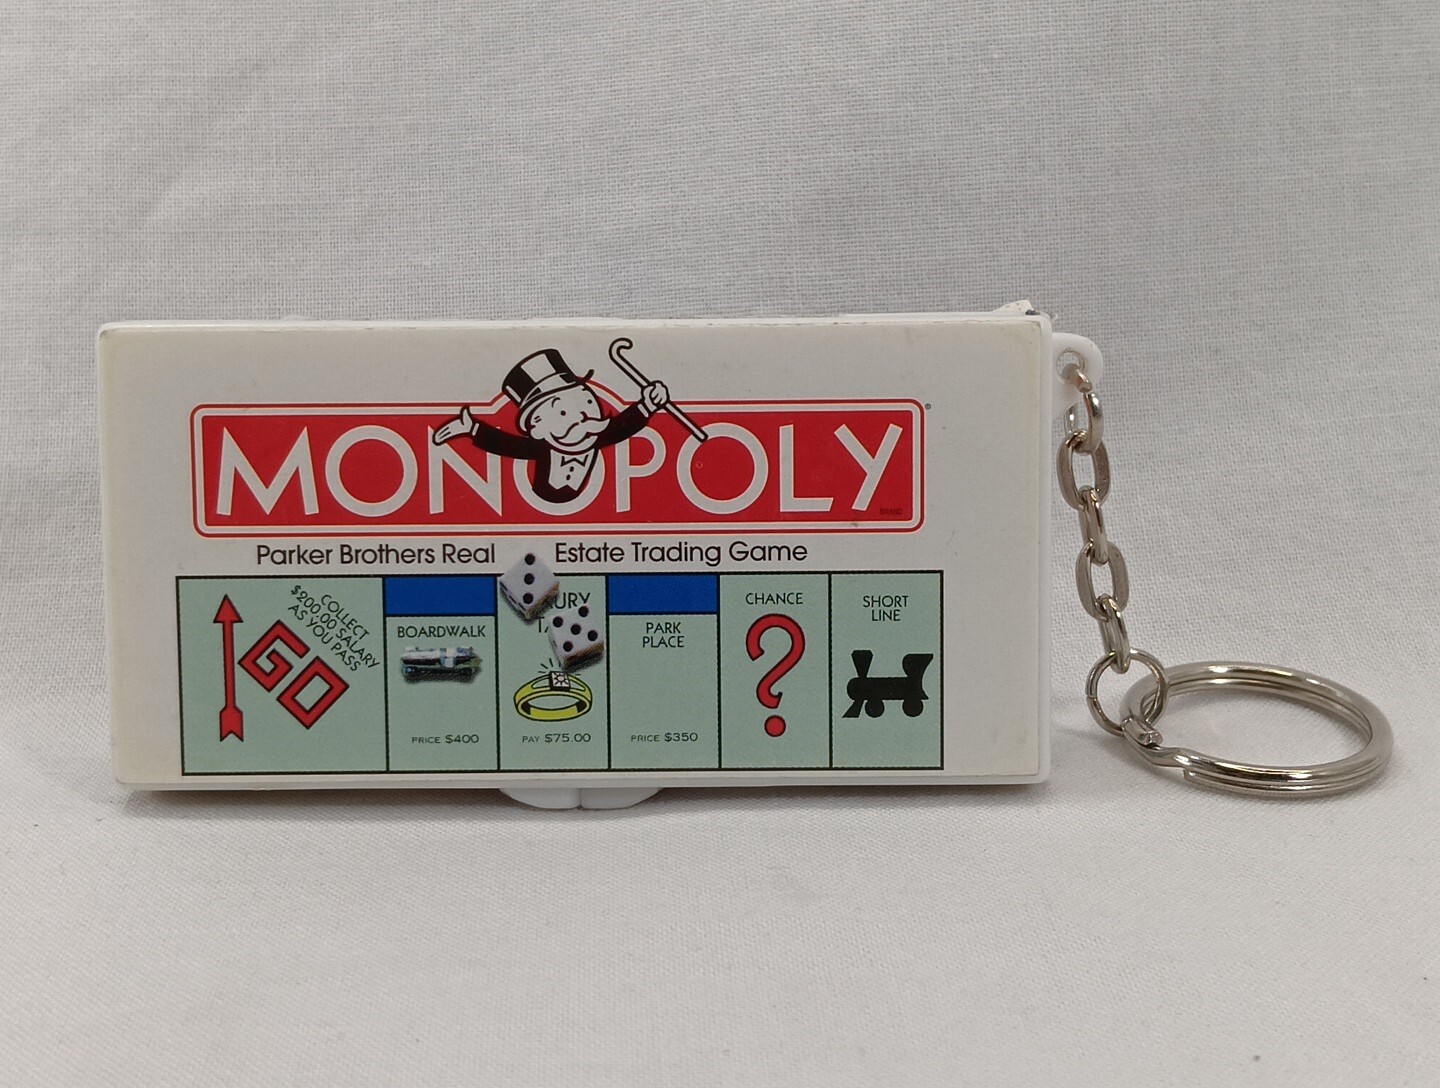 MONOPOLY®
BRAND
Parker Brothers Real Estate Trading Game
COLLECT
$200.00 SALARY
AS YOU PASS
GO
BOARDWALK
PRICE $400
PAY $75.00
PARK
PLACE
PRICE $350
CHANCE
?
SHORT
LINE